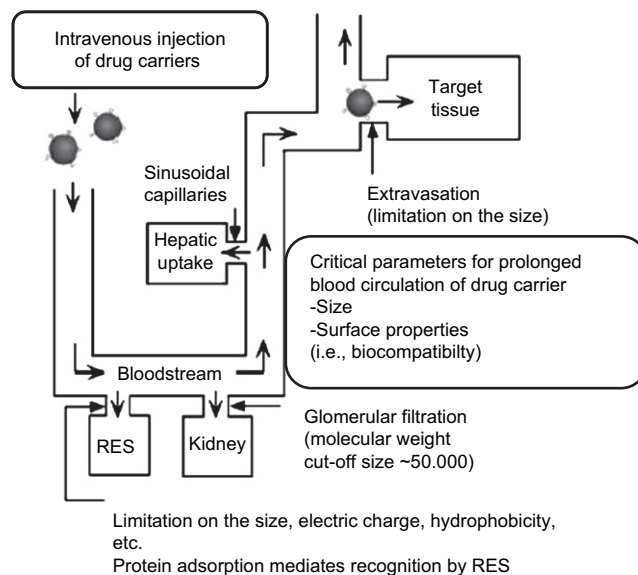 Intravenous injection
of drug carriers
Target
tissue
Sinusoidal
capillaries
Extravasation
(limitation on the size)
Hepatic
uptake
Critical parameters for prolonged
blood circulation of drug carrier
-Size
-Surface properties
(i.e., biocompatibilty)
Bloodstream
RES
Kidney
Glomerular filtration
(molecular weight
cut-off size ~50.000)
Limitation on the size, electric charge, hydrophobicity,
etc.
Protein adsorption mediates recognition by RES